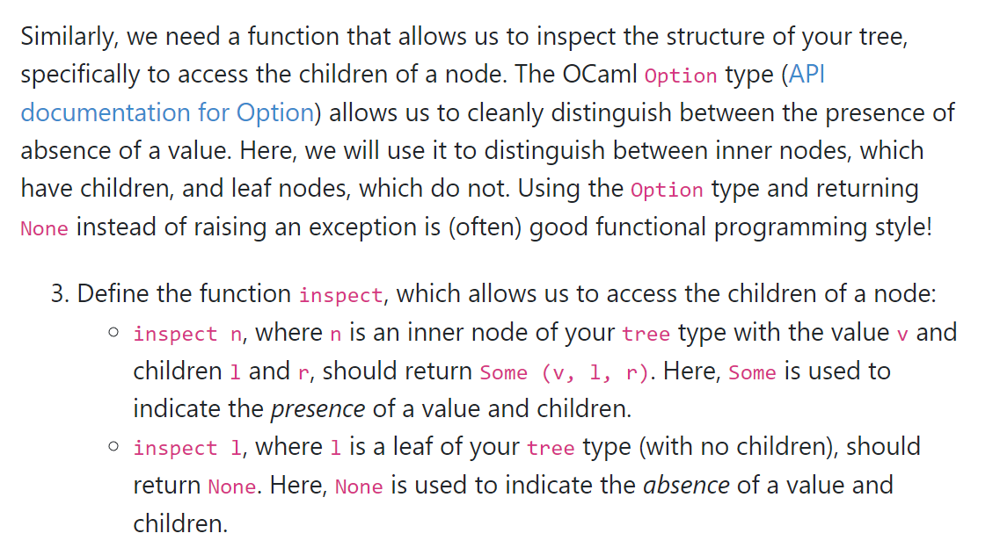 Similarly, we need a function that allows us to inspect the structure of your tree,
specifically to access the children of a node. The OCaml Option type (API
documentation for Option) allows us to cleanly distinguish between the presence of
absence of a value. Here, we will use it to distinguish between inner nodes, which
have children, and leaf nodes, which do not. Using the Option type and returning
None instead of raising an exception is (often) good functional programming style!
3. Define the function inspect, which allows us to access the children of a node:
○ inspect n, where n is an inner node of your tree type with the value v and
children l and r, should return Some (v, l, r). Here, Some is used to
indicate the presence of a value and children.
○ inspect l, where l is a leaf of your tree type (with no children), should
return None. Here, None is used to indicate the absence of a value and
children.